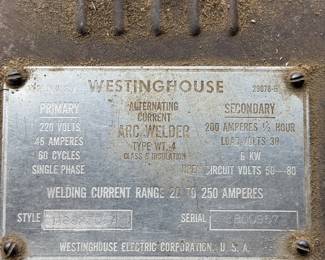 WESTINGHOUSE
PRIMARY
220 VOLTS
45 AMPERES
60 CYCLES
SINGLE PHASE
ALTERNATING
CURRENT
ARC WELDER
TYPE WT-4
CLASS B INSULATION
SECONDARY
200 AMPERES ½ HOUR
LOAD VOLTS 30
6 KW
OPEN CIRCUIT VOLTS 50-80
WELDING CURRENT RANGE 20 TO 250 AMPERES
STYLE
SERIAL
WESTINGHOUSE ELECTRIC CORPORATION, U. S. A.